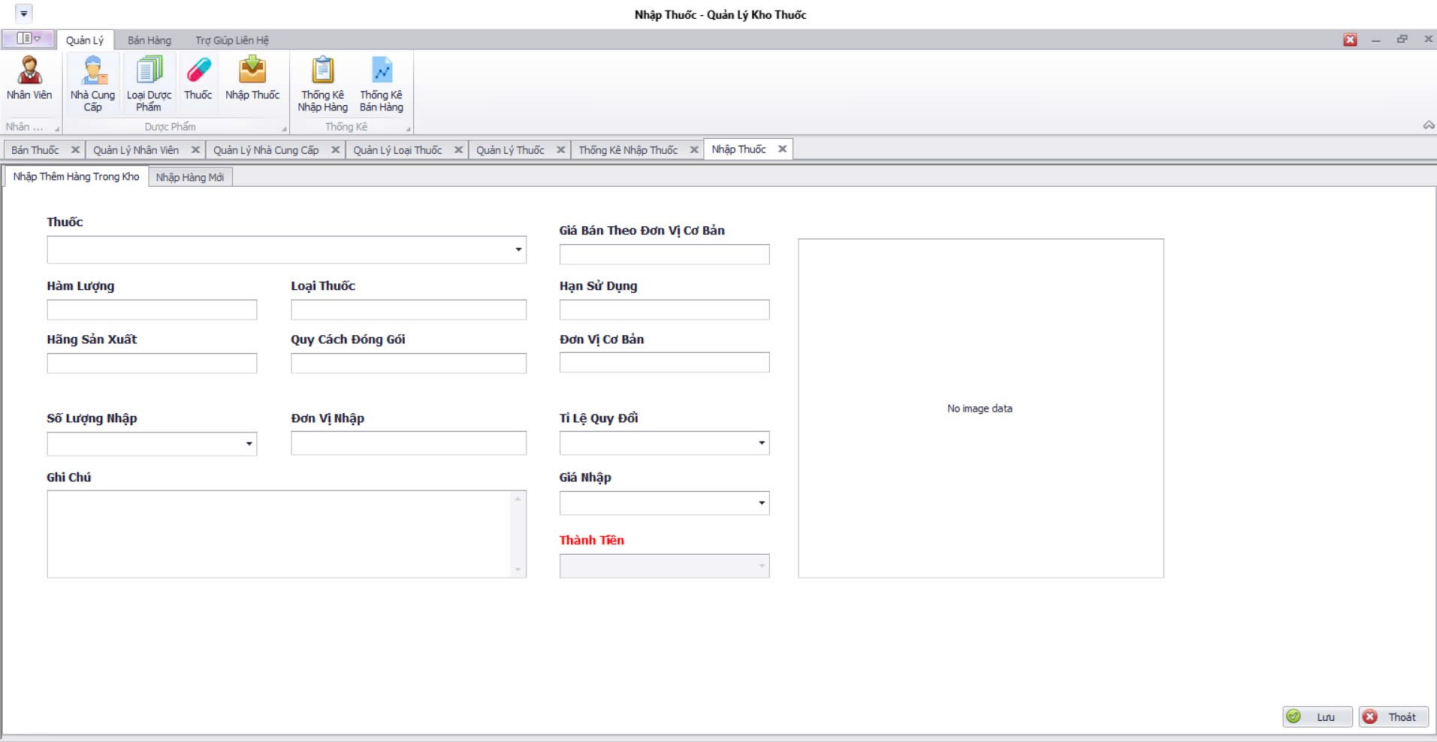 Nhập Thuốc - Quản Lý Kho Thuốc
Quản Lý Bán Hàng Trợ Giúp Liên Hệ
Nhân Viên
Nhà Cung Cấp
Loại Dược Phẩm
Thuốc
Nhập Thuốc
Thống Kê Nhập Hàng
Thống Kê Bán Hàng
Nhân ... Dược Phẩm Thống Kê
Bán Thuốc Quản Lý Nhân Viên Quản Lý Nhà Cung Cấp Quản Lý Loại Thuốc Quản Lý Thuốc Thống Kê Nhập Thuốc Nhập Thuốc
Nhập Thêm Hàng Trong Kho Nhập Hàng Mới
Thuốc Giá Bán Theo Đơn Vị Cơ Bản
Hàm Lượng Loại Thuốc Hạn Sử Dụng
Hãng Sản Xuất Quy Cách Đóng Gói Đơn Vị Cơ Bản
No image data
Số Lượng Nhập Đơn Vị Nhập Tỉ Lệ Quy Đổi
Ghi Chú Giá Nhập
Thành Tiền
Lưu Thoát